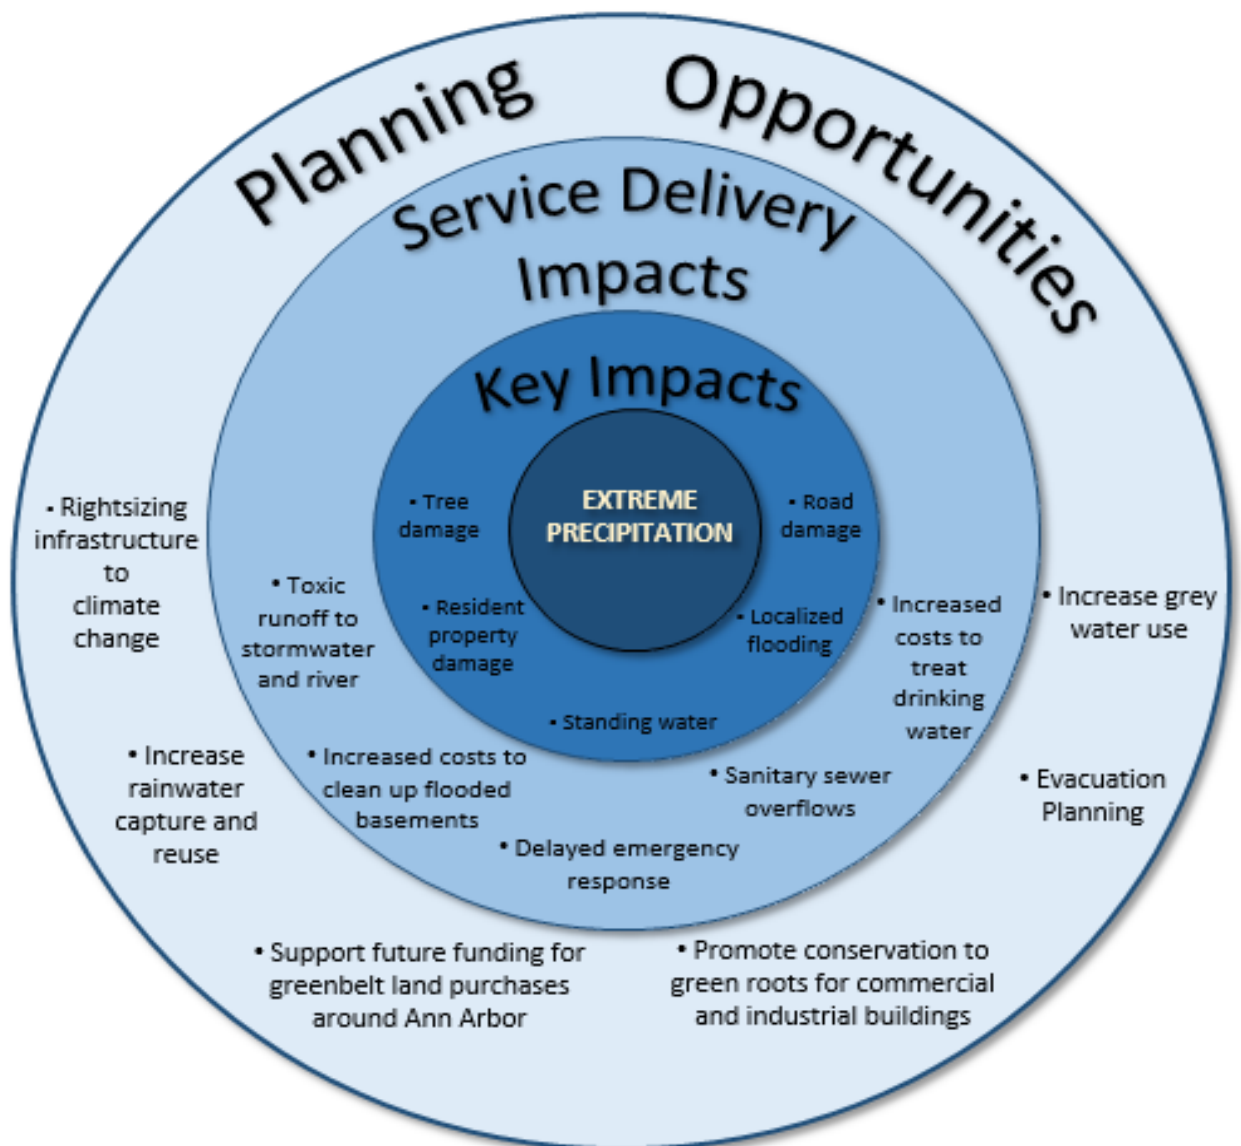 Planning Opportunities
Service Delivery
Impacts
Key Impacts
EXTREME
PRECIPITATION
▪ Tree
damage
▪ Road
damage
▪ Resident
property
damage
▪ Localized
flooding
▪ Standing water
• Toxic
runoff to
stormwater
and river
• Increased
costs to
treat
drinking
water
• Increased costs to
clean up flooded
basements
• Sanitary sewer
overflows
• Delayed emergency
response
▪ Rightsizing
infrastructure
to
climate
change
• Increase grey
water use
• Increase
rainwater
capture and
reuse
• Evacuation
Planning
• Support future funding for
greenbelt land purchases
around Ann Arbor
• Promote conservation to
green roots for commercial
and industrial buildings